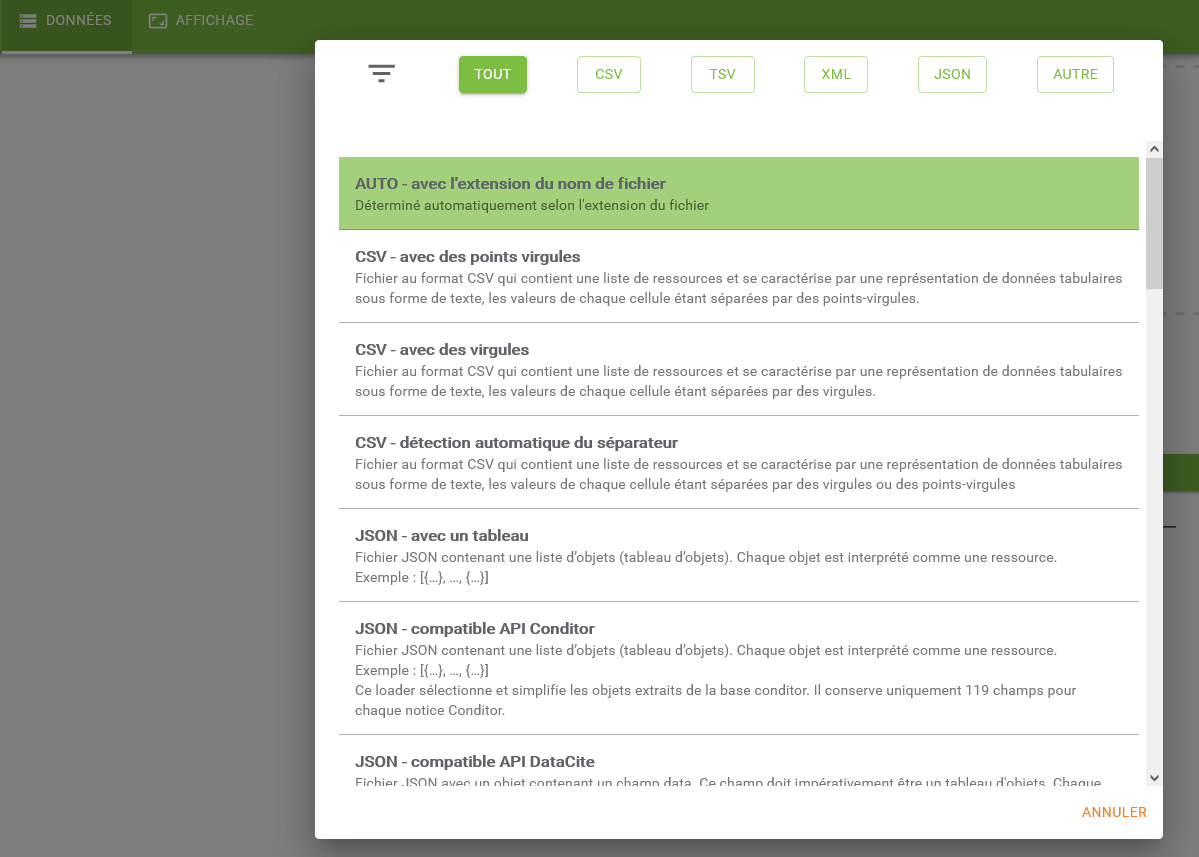 DONNÉES
AFFICHAGE
TOUT
CSV
TSV
XML
JSON
AUTRE
AUTO - avec l'extension du nom de fichier
Déterminé automatiquement selon l'extension du fichier
CSV - avec des points virgules
Fichier au format CSV qui contient une liste de ressources et se caractérise par une représentation de données tabulaires
sous forme de texte, les valeurs de chaque cellule étant séparées par des points-virgules.
CSV - avec des virgules
Fichier au format CSV qui contient une liste de ressources et se caractérise par une représentation de données tabulaires
sous forme de texte, les valeurs de chaque cellule étant séparées par des virgules.
CSV - détection automatique du séparateur
Fichier au format CSV qui contient une liste de ressources et se caractérise par une représentation de données tabulaires
sous forme de texte, les valeurs de chaque cellule étant séparées par des virgules ou des points-virgules
JSON - avec un tableau
Fichier JSON contenant une liste d’objets (tableau d’objets). Chaque objet est interprété comme une ressource.
Exemple : [{…}, …, {…}]
JSON - compatible API Conditor
Fichier JSON contenant une liste d’objets (tableau d’objets). Chaque objet est interprété comme une ressource.
Exemple : [{…}, …, {…}]
Ce loader sélectionne et simplifie les objets extraits de la base conditor. Il conserve uniquement 119 champs pour
chaque notice Conditor.
JSON - compatible API DataCite
Fichier JSON avec un objet contenant un champ data. Ce champ doit impérativement être un tableau d'objets. Chaque
ANNULER